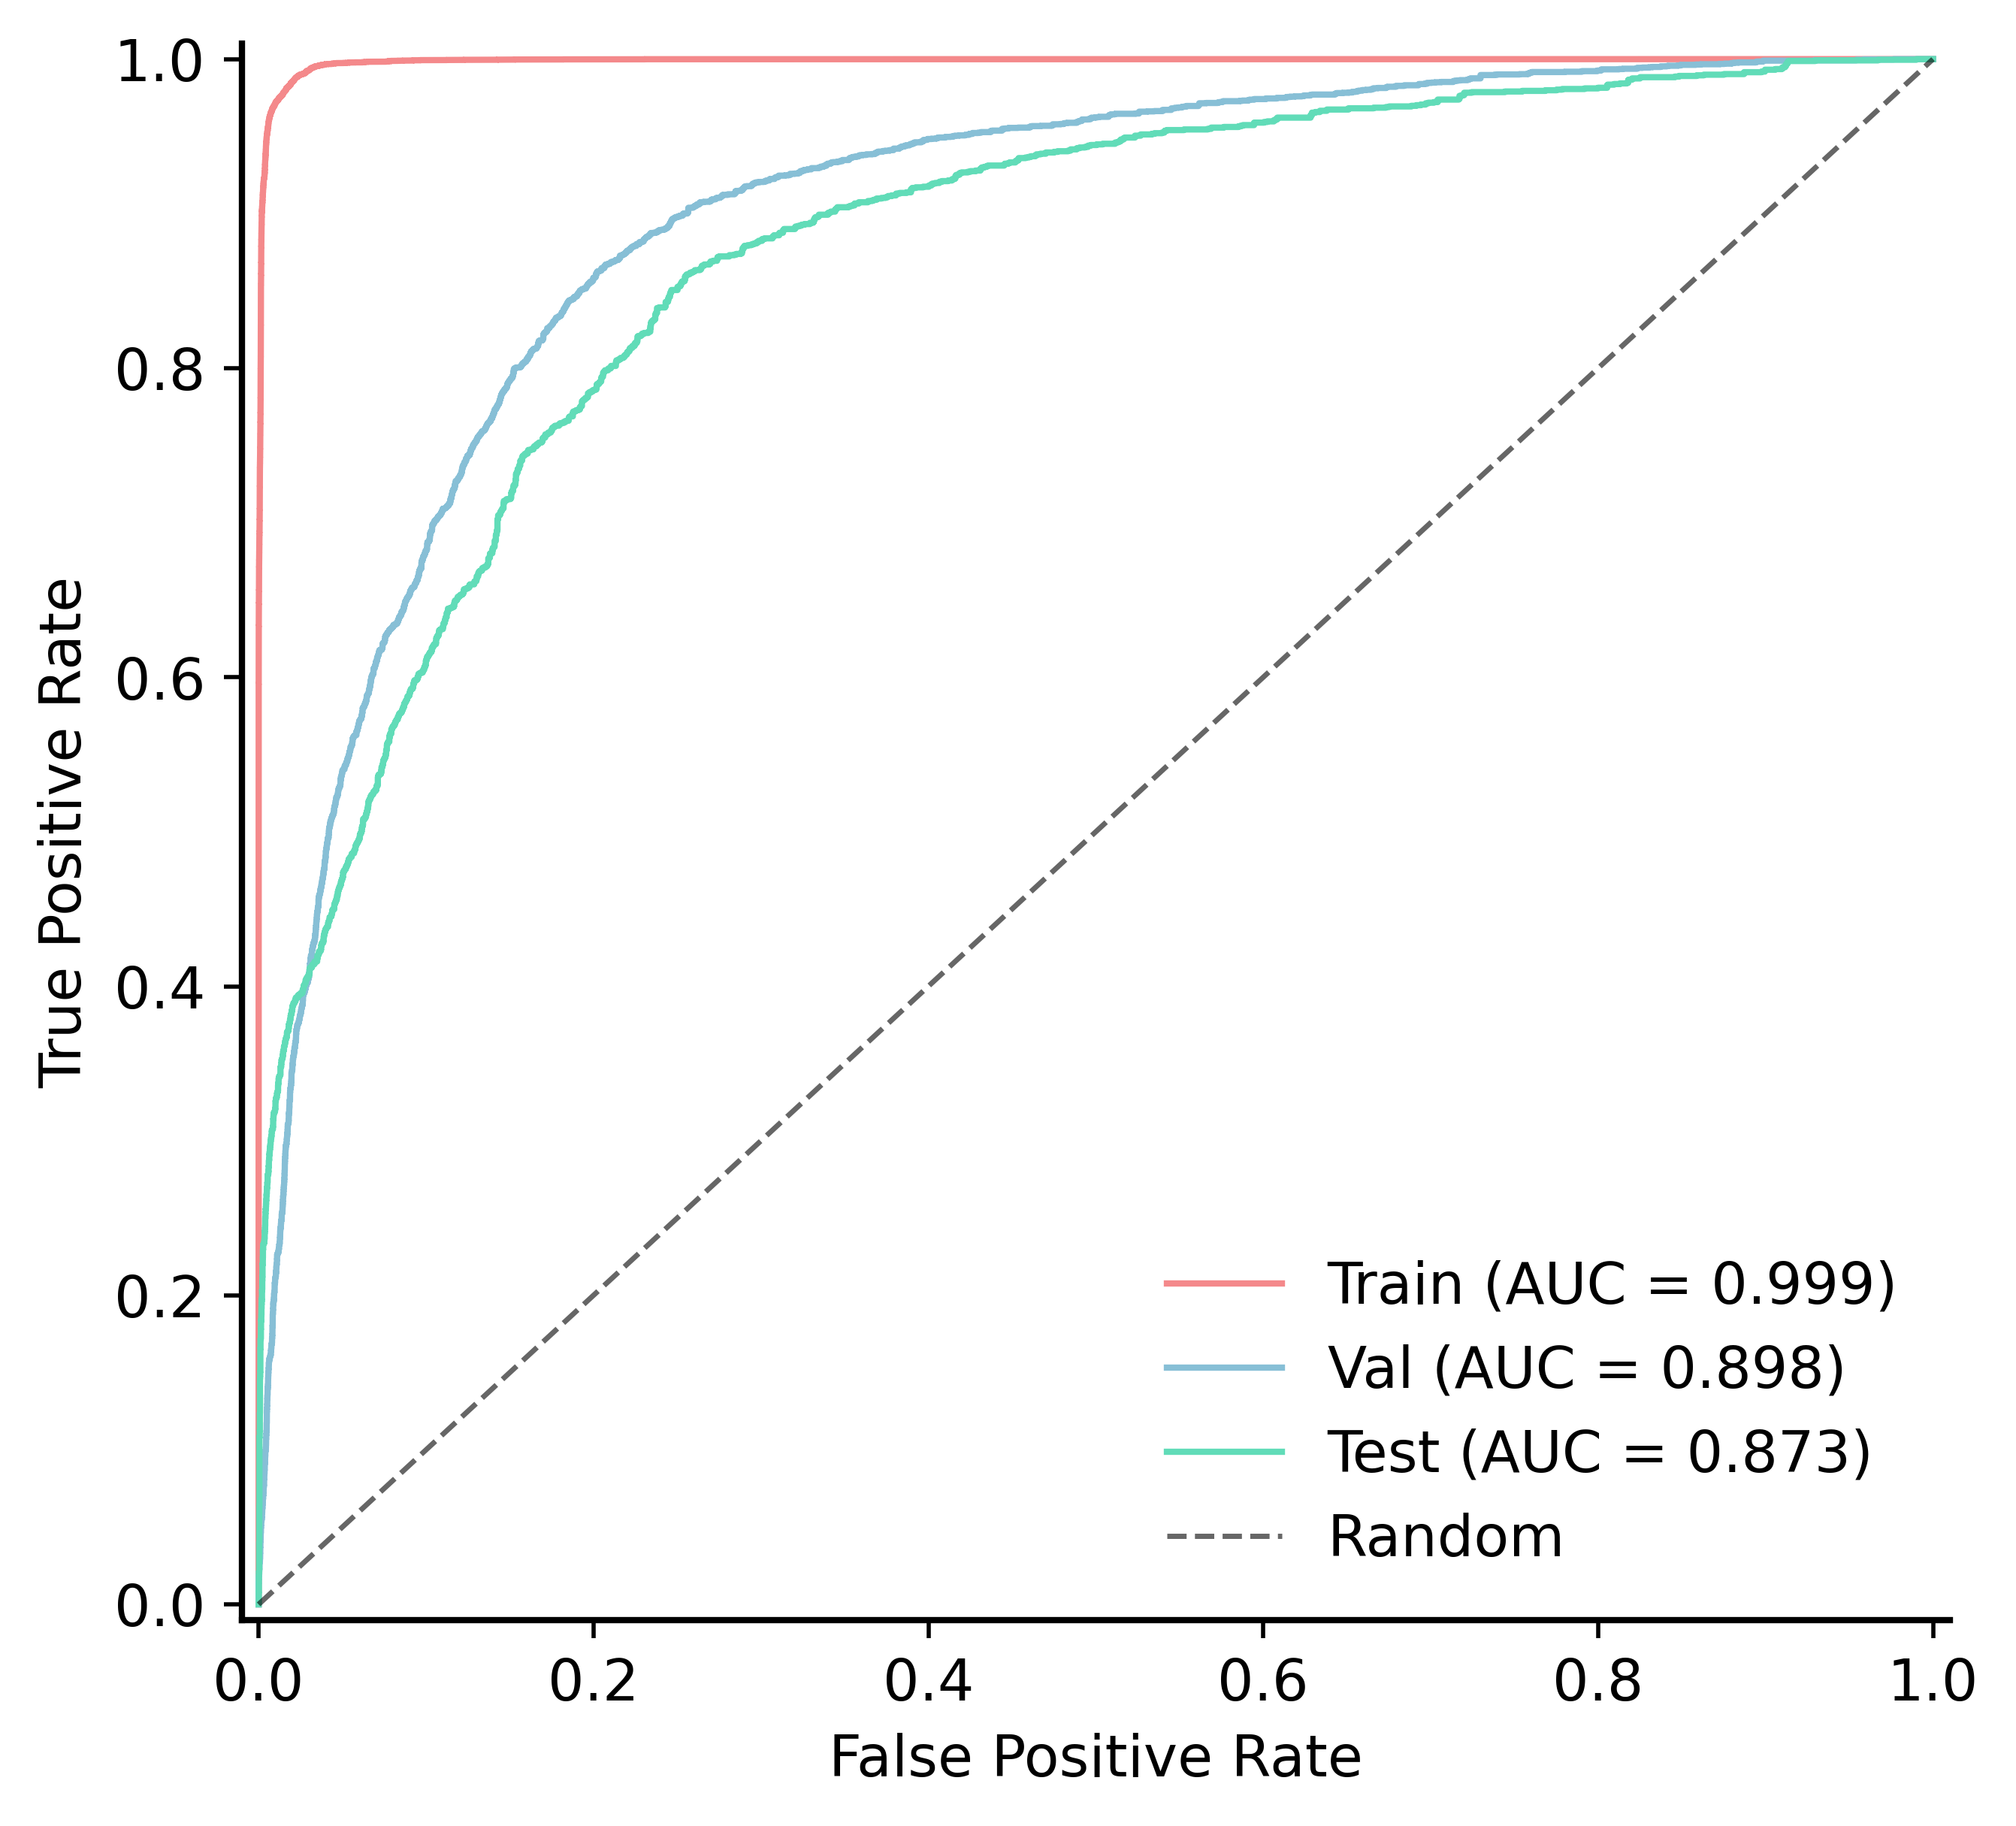 1.0
0.8
0.6
0.4
0.2
0.0
True Positive Rate
Train (AUC = 0.999)
Val (AUC = 0.898)
Test (AUC = 0.873)
Random
0.0 0.2 0.4 0.6 0.8 1.0
False Positive Rate